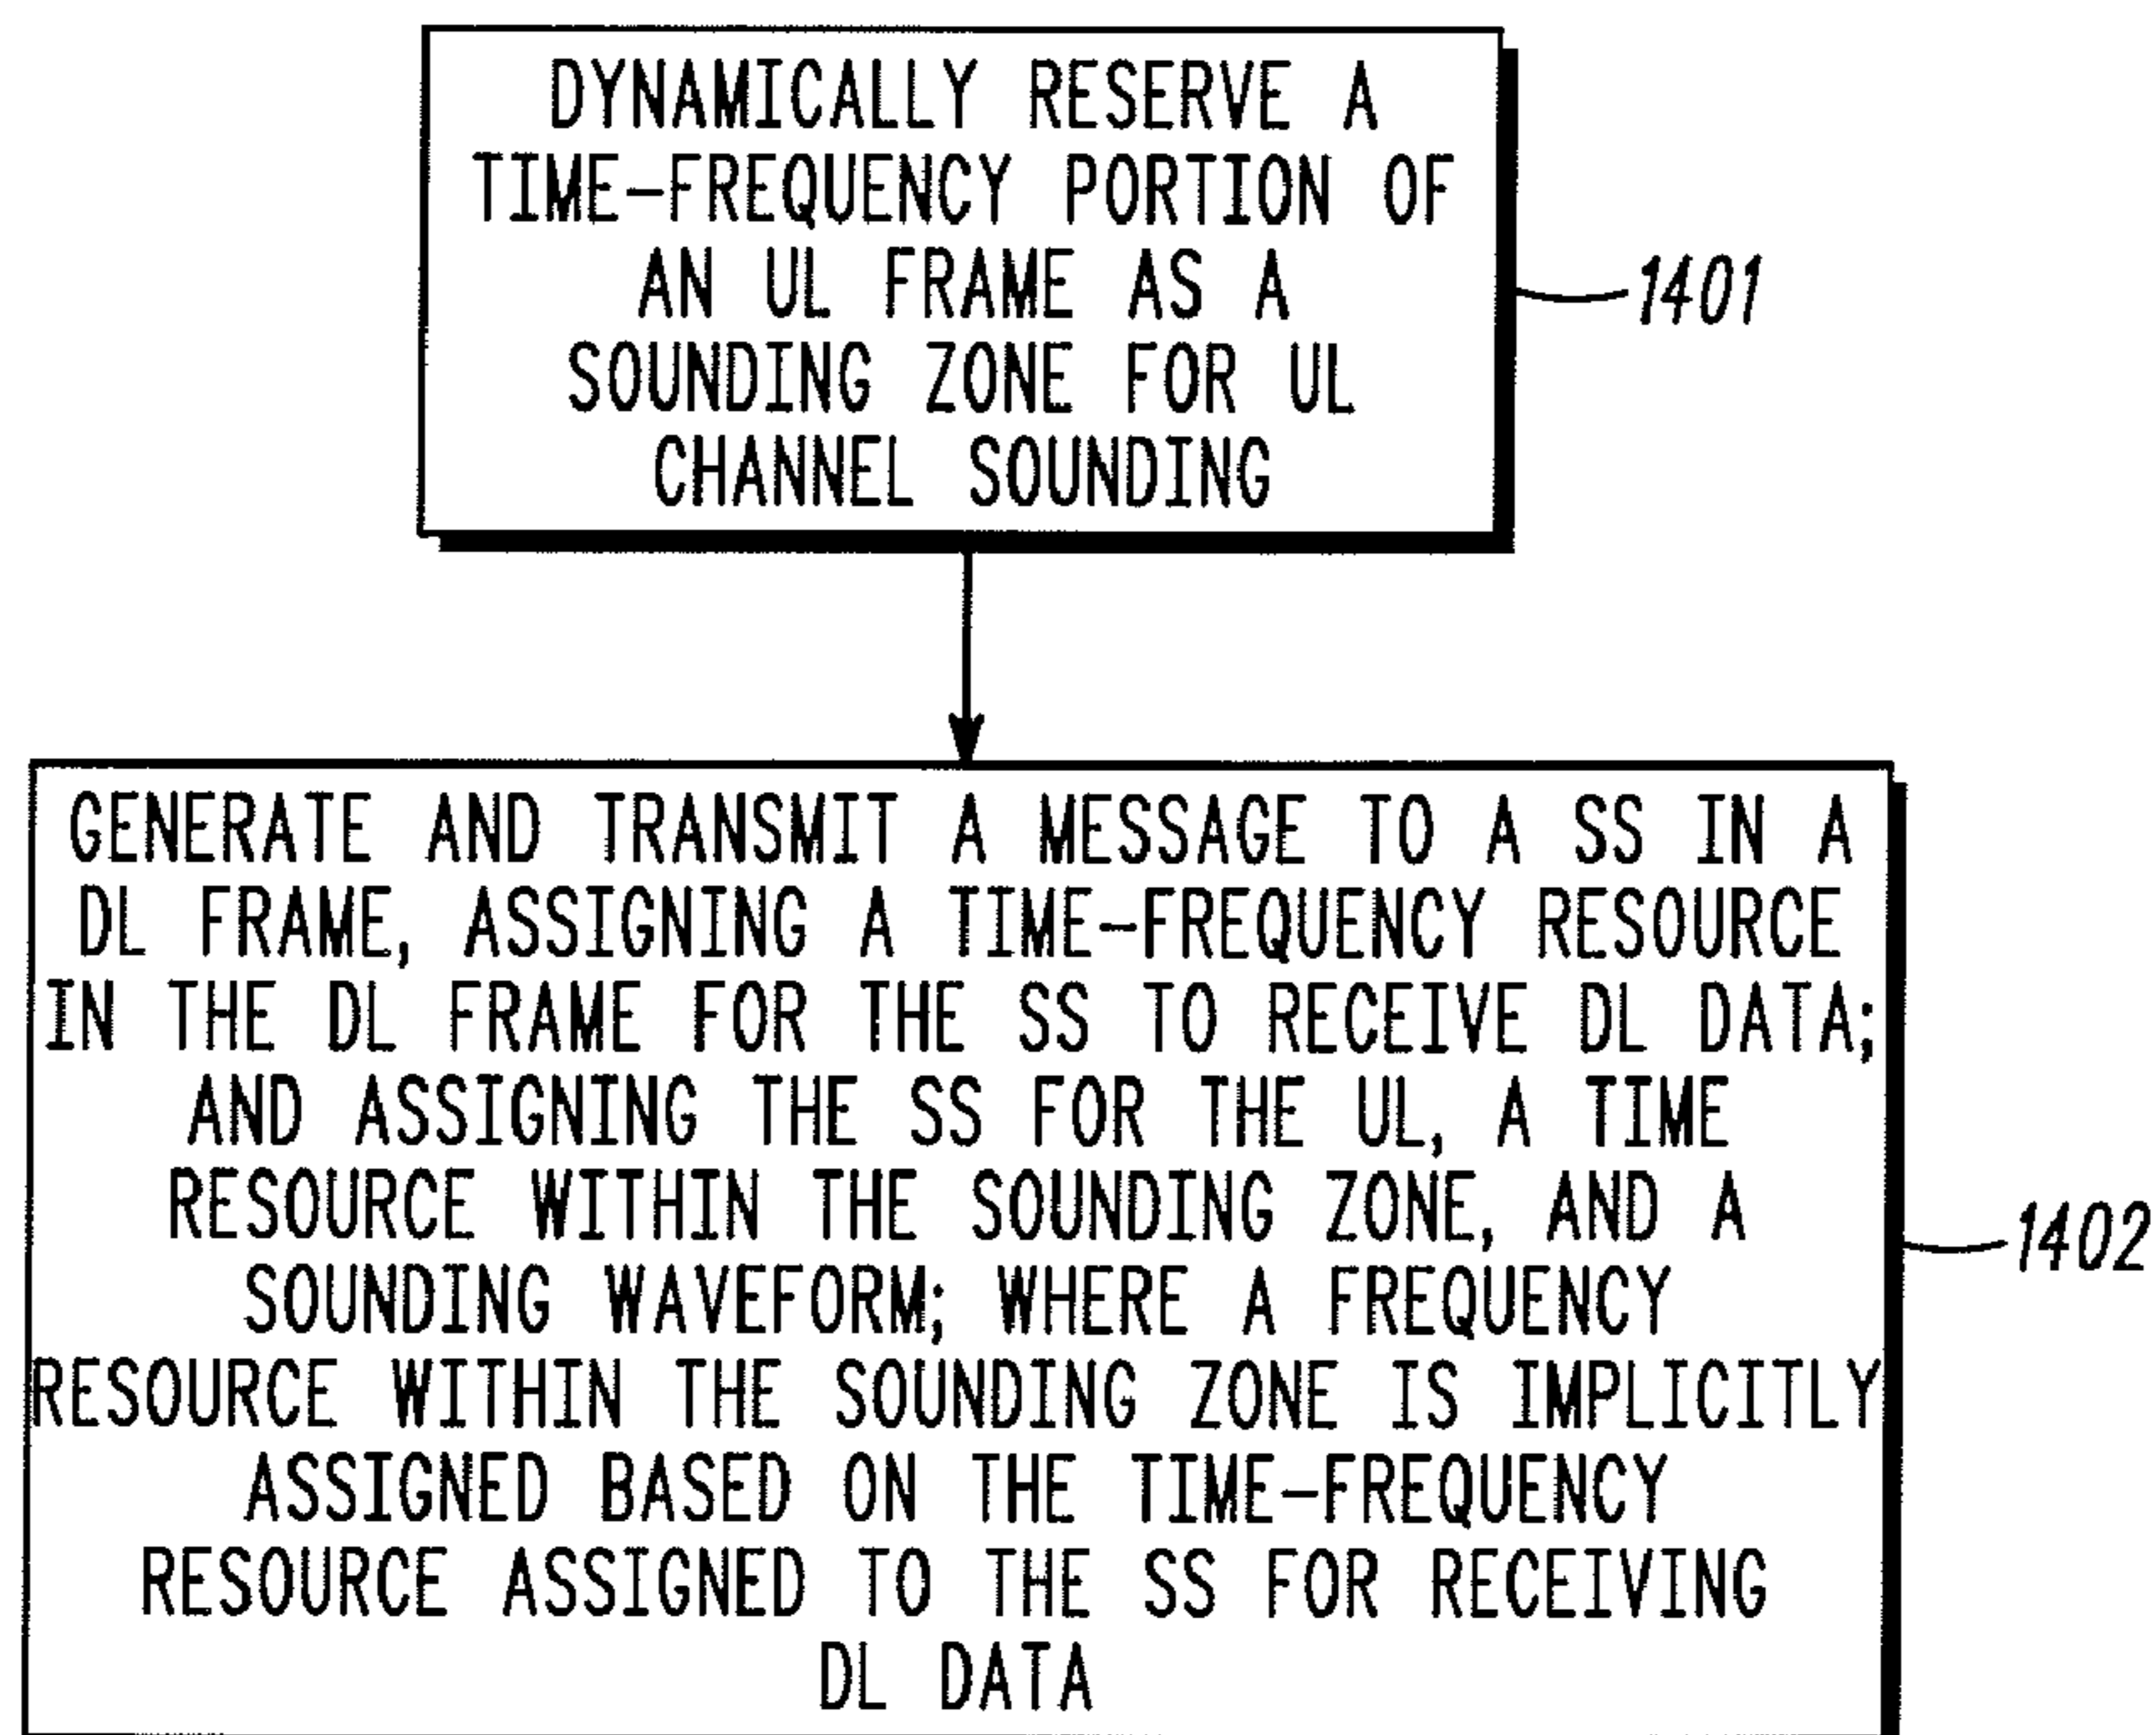 DYNAMICALLY RESERVE A
TIME-FREQUENCY PORTION OF
AN UL FRAME AS A
SOUNDING ZONE FOR UL
CHANNEL SOUNDING
1401
GENERATE AND TRANSMIT A MESSAGE TO A SS IN A
DL FRAME, ASSIGNING A TIME-FREQUENCY RESOURCE
IN THE DL FRAME FOR THE SS TO RECEIVE DL DATA;
AND ASSIGNING THE SS FOR THE UL, A TIME
RESOURCE WITHIN THE SOUNDING ZONE, AND A
SOUNDING WAVEFORM; WHERE A FREQUENCY
RESOURCE WITHIN THE SOUNDING ZONE IS IMPLICITLY
ASSIGNED BASED ON THE TIME-FREQUENCY
RESOURCE ASSIGNED TO THE SS FOR RECEIVING
DL DATA
1402